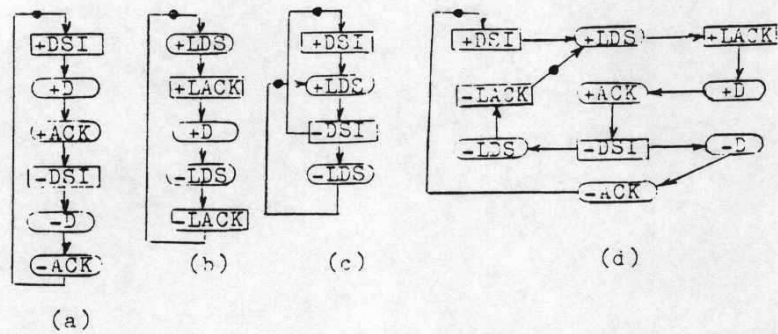 +DSI
+D
+ACK
-DSI
-D
-ACK
(a)
+LDS
+LACK
+D
-LDS
-LACK
(b)
+DSI
+LDS
-DSI
-LDS
(c)
+DSI +LDS +LACK
-LACK +ACK +D
-LDS -DSI -D
-ACK
(d)